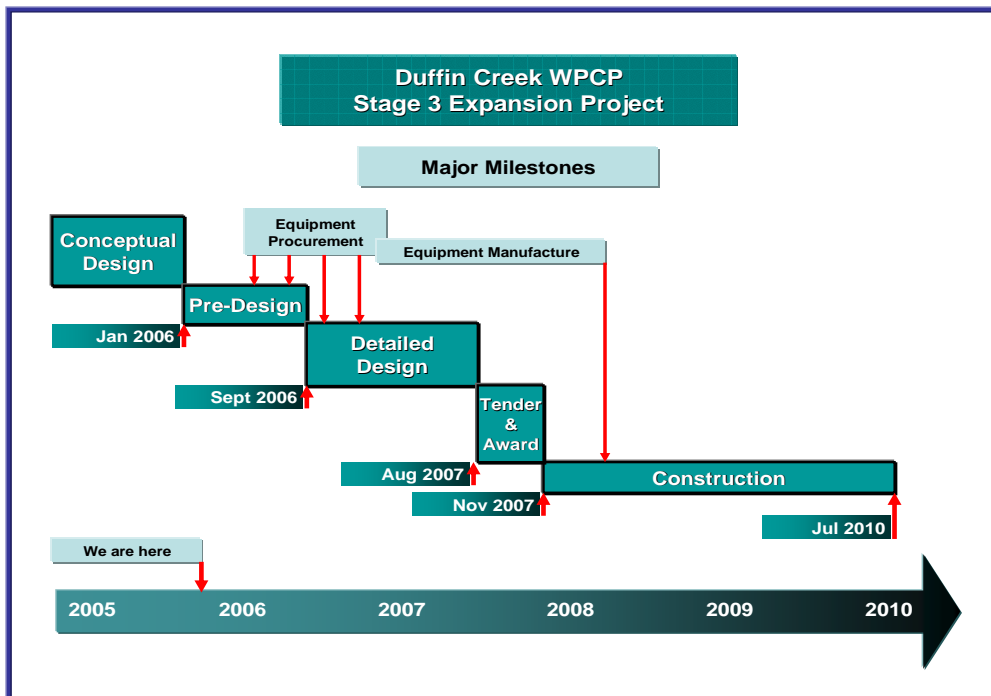 Duffin Creek WPCP
Stage 3 Expansion Project
Major Milestones
Equipment
Procurement
Equipment Manufacture
Conceptual
Design
Pre-Design
Jan 2006
Detailed
Design
Sept 2006
Tender
&
Award
Aug 2007
Construction
Nov 2007
Jul 2010
We are here
2005 2006 2007 2008 2009 2010